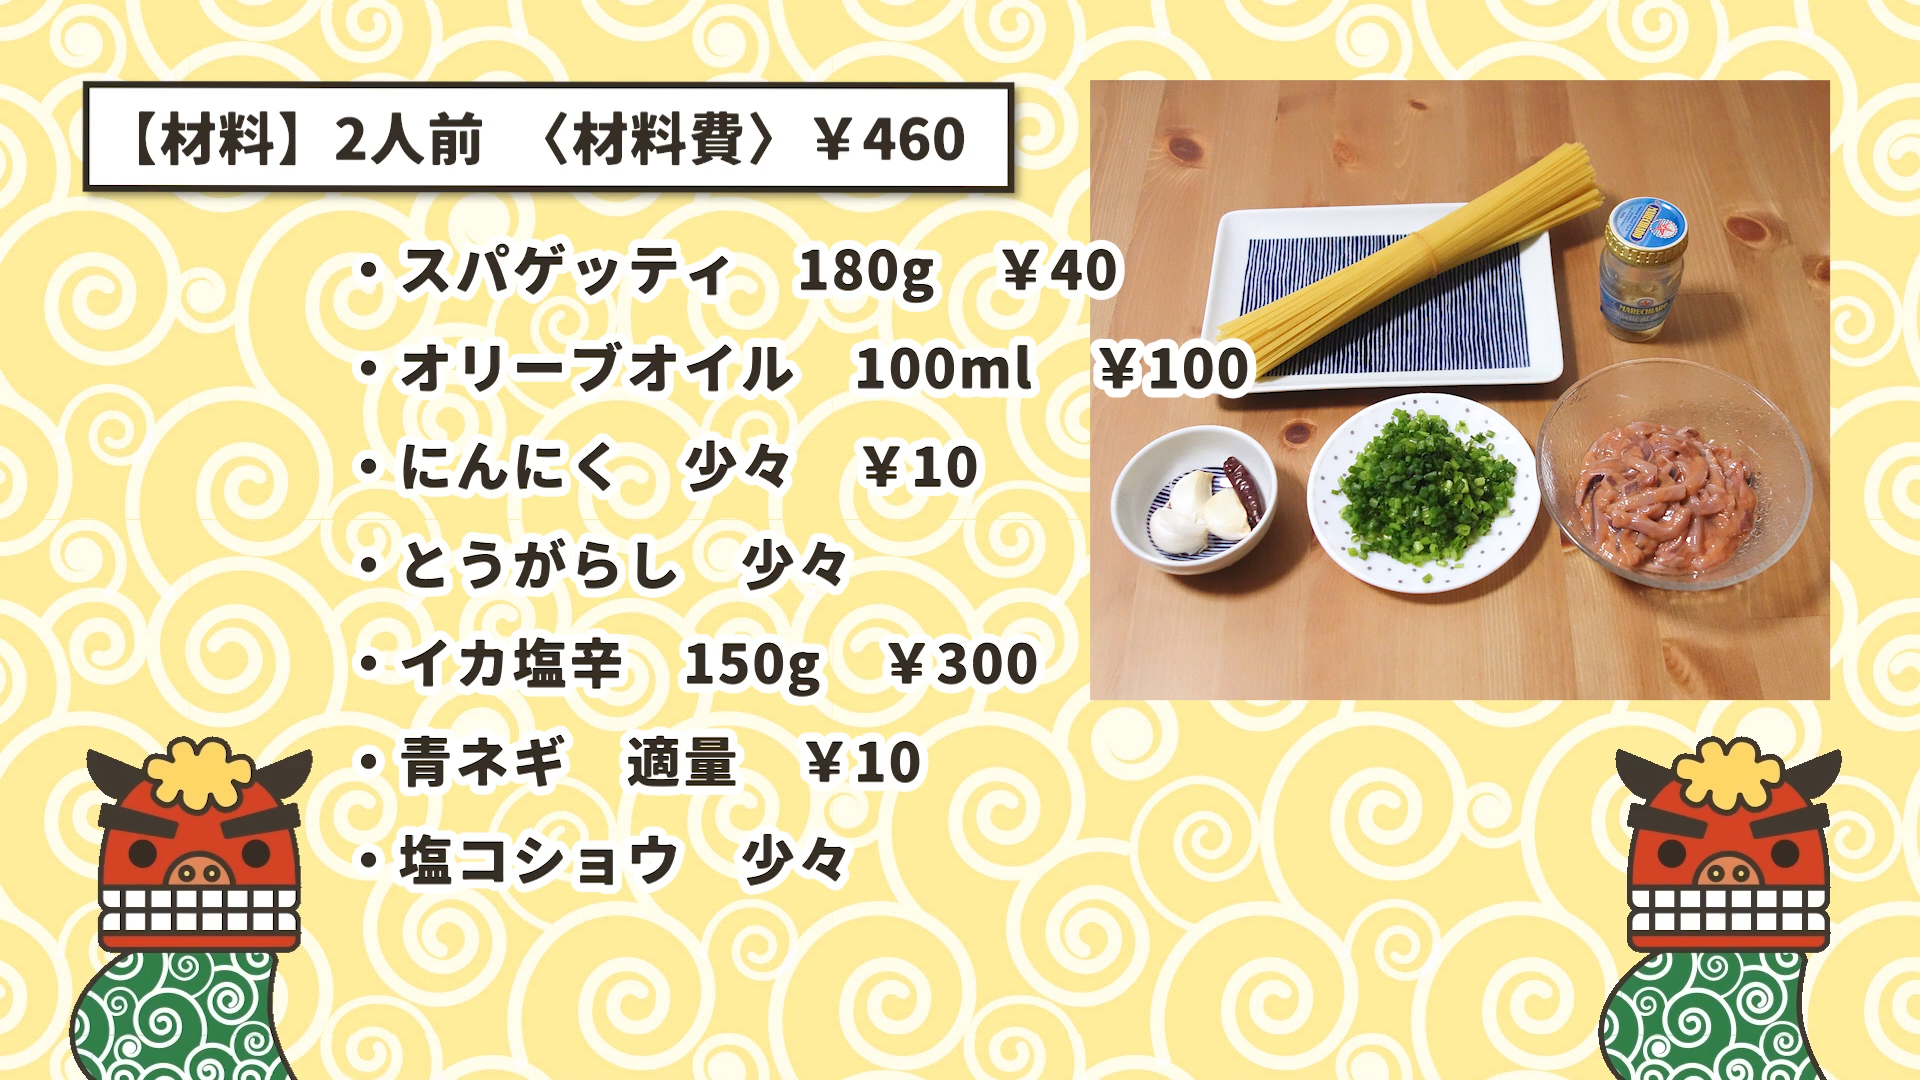 【材料】2人前 〈材料費〉￥460
・スパゲッティ 180g ￥40
・オリーブオイル 100ml ￥100
・にんにく 少々 ￥10
・とうがらし 少々
・イカ塩辛 150g ￥300
・青ネギ 適量 ￥10
・塩コショウ 少々